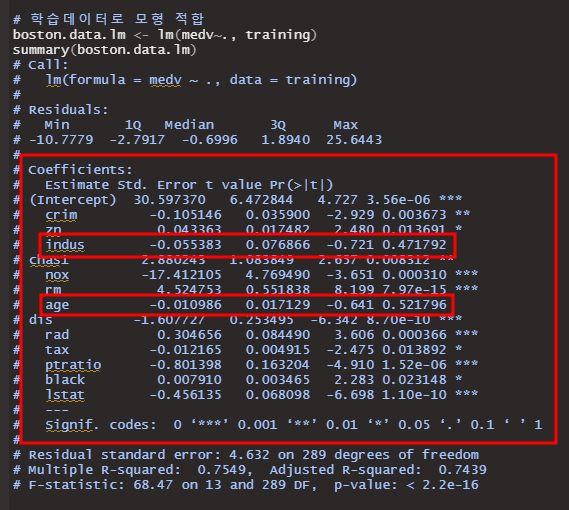 # 학습데이터로 모형 적합
boston.data.lm <- lm(medv~., training)
summary(boston.data.lm)
# Call:
#   lm(formula = medv ~ ., data = training)
#
# Residuals:
#   Min       1Q   Median       3Q      Max
# -10.7779  -2.7917  -0.6996   1.8940  25.6443
#
# Coefficients:
#   Estimate Std. Error t value Pr(>|t|)
# (Intercept)  30.597370   6.472844   4.727 3.56e-06 ***
#   crim         -0.105146   0.035900  -2.929 0.003673 **
#   zn            0.043363   0.017482   2.480 0.013691 *
#   indus        -0.055383   0.076866  -0.721 0.471792
# chas1         2.880243   1.083849   2.657 0.008312 **
#   nox         -17.412105   4.769490  -3.651 0.000310 ***
#   rm            4.524753   0.551838   8.199 7.97e-15 ***
#   age          -0.010986   0.017129  -0.641 0.521796
# dis          -1.607727   0.253495  -6.342 8.70e-10 ***
#   rad           0.304656   0.084490   3.606 0.000366 ***
#   tax          -0.012165   0.004915  -2.475 0.013892 *
#   ptratio      -0.801398   0.163204  -4.910 1.52e-06 ***
#   black         0.007910   0.003465   2.283 0.023148 *
#   lstat        -0.456135   0.068098  -6.698 1.10e-10 ***
#   ---
#   Signif. codes:  0 ‘***’ 0.001 ‘**’ 0.01 ‘*’ 0.05 ‘.’ 0.1 ‘ ’ 1
#
# Residual standard error: 4.632 on 289 degrees of freedom
# Multiple R-squared:  0.7549,  Adjusted R-squared:  0.7439
# F-statistic: 68.47 on 13 and 289 DF,  p-value: < 2.2e-16